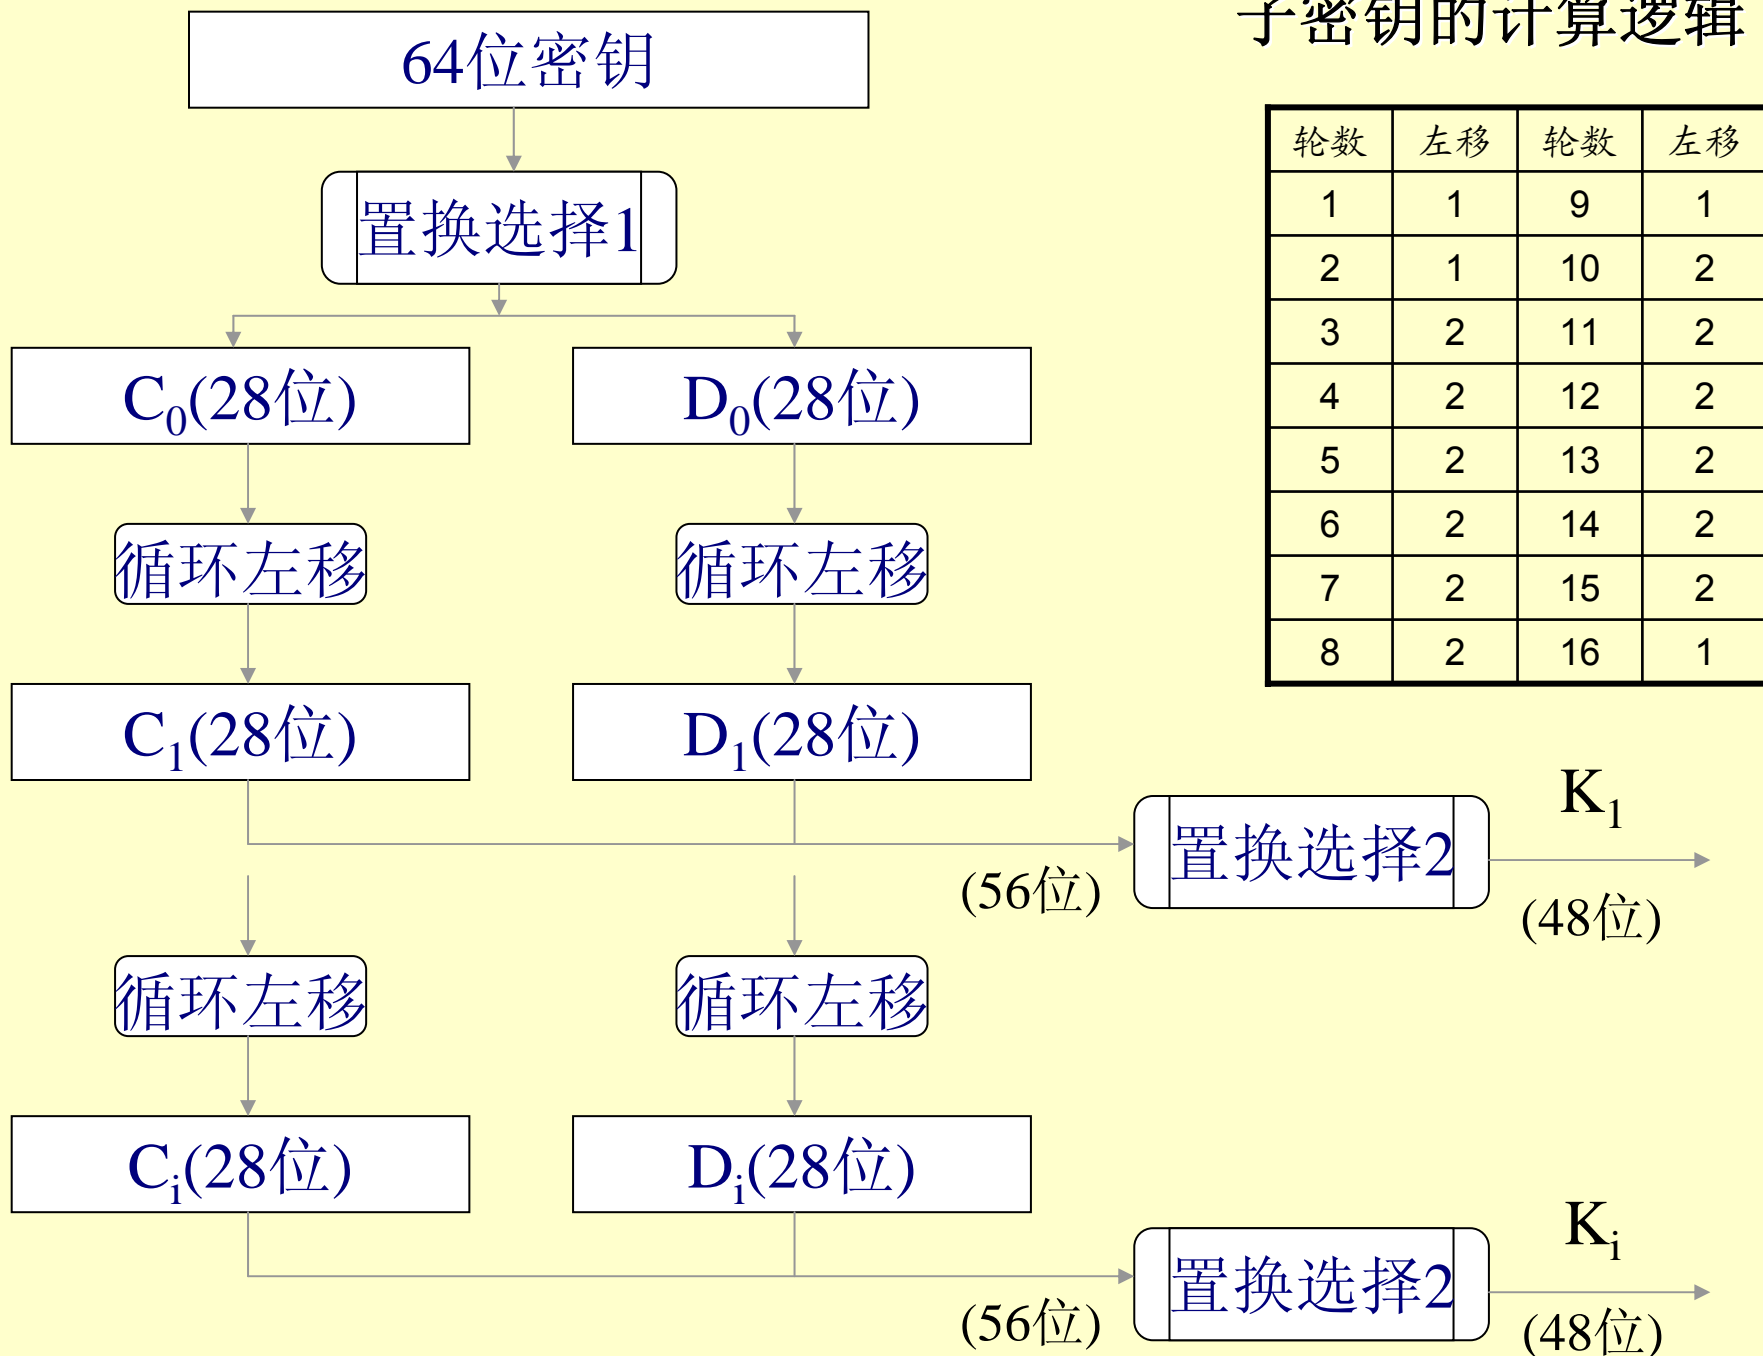 子密钥的计算逻辑
64位密钥
置换选择1
C0(28位) D0(28位)
循环左移 循环左移
C1(28位) D1(28位)
置换选择2
K1
(56位)
(48位)
循环左移 循环左移
Ci(28位) Di(28位)
置换选择2
Ki
(56位)
(48位)
轮数 左移 轮数 左移
1 1 9 1
2 1 10 2
3 2 11 2
4 2 12 2
5 2 13 2
6 2 14 2
7 2 15 2
8 2 16 1